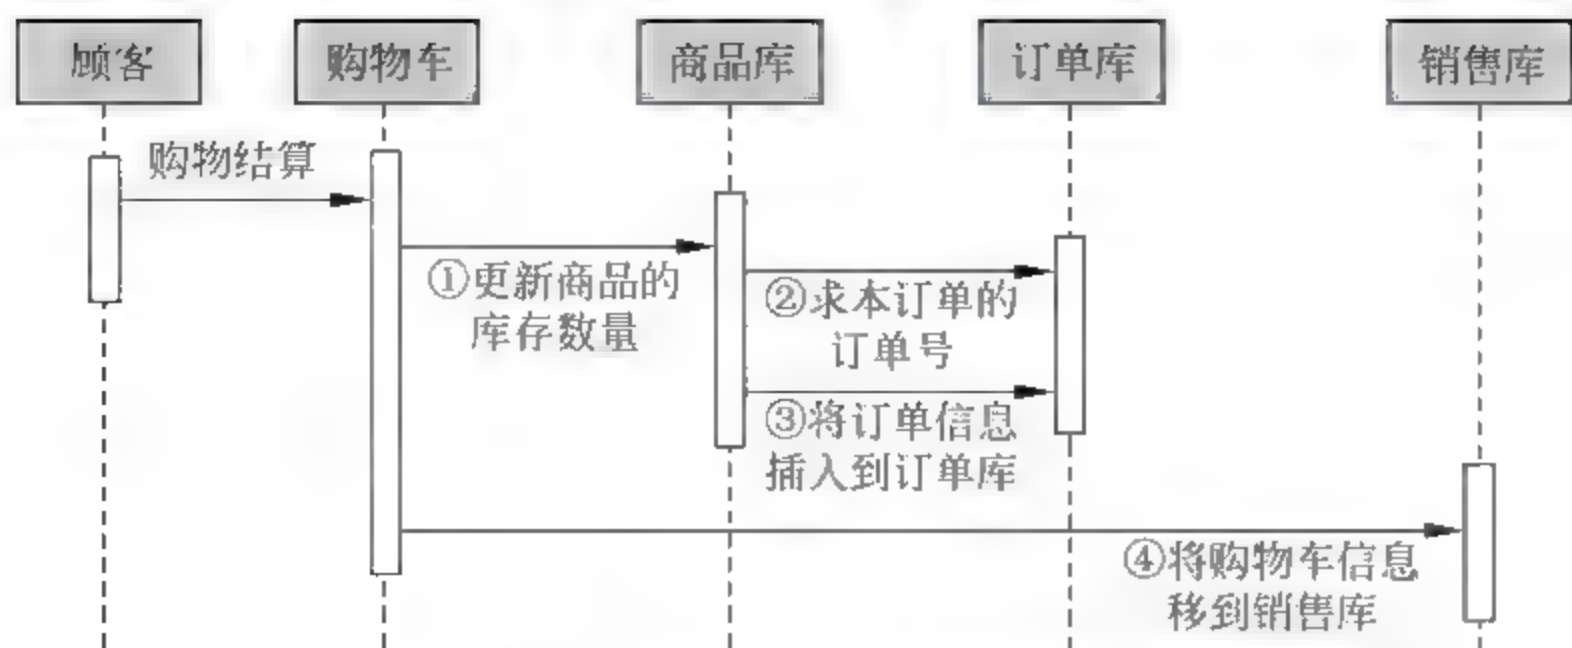 顾客
购物车
商品库
订单库
销售库
购物结算
①更新商品的
库存数量
②求本订单的
订单号
③将订单信息
插入到订单库
④将购物车信息
移到销售库